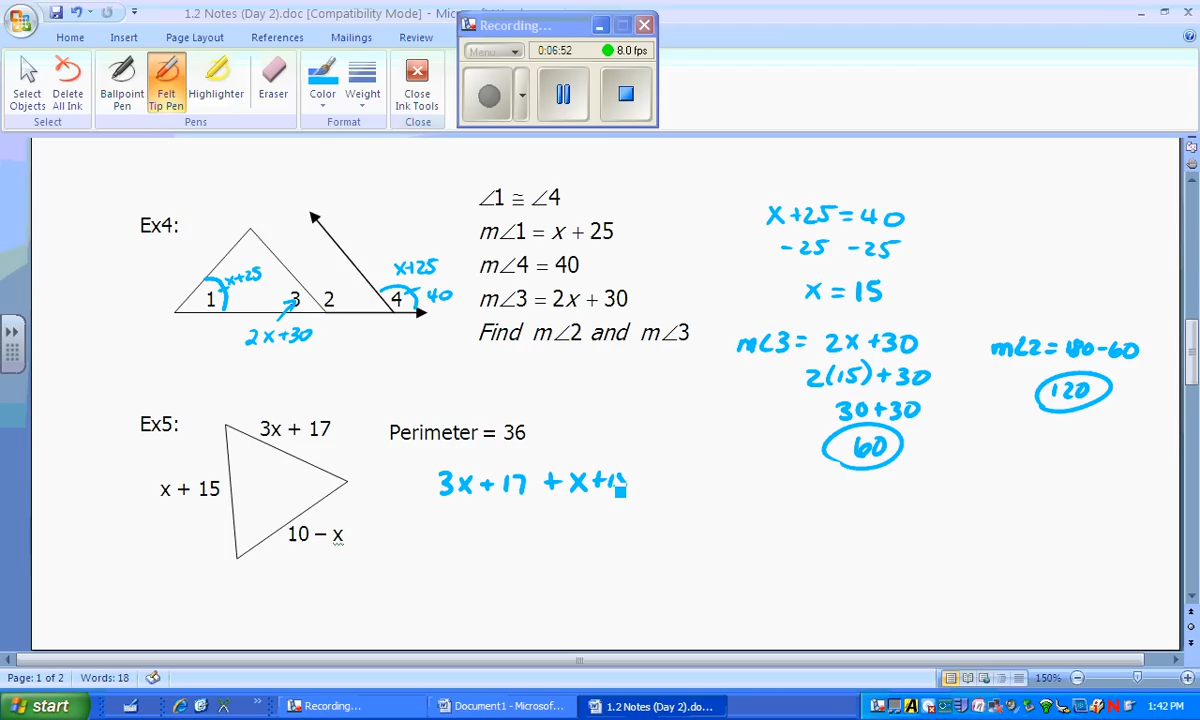 1.2 Notes (Day 2).doc [Compatibility Mode] - Mic
Recording...
Menu
0:06:52
8.0 fps
Home Insert Page Layout References Mailings Review
Select Objects
Delete All Ink
Ballpoint Pen
Felt Tip Pen
Highlighter
Eraser
Color
Weight
Close Ink Tools
Select Pens Format Close
Ex4:
1 3 2 4
x+25
2x+30
x+25
40
∠1 ≅ ∠4
m∠1 = x + 25
m∠4 = 40
m∠3 = 2x + 30
Find m∠2 and m∠3
x+25=40
-25 -25
x = 15
m∠3 = 2x+30
2(15)+30
30+30
60
m∠2=180-60
120
Ex5:
3x + 17
x + 15
10 – x
Perimeter = 36
3x+17 +x+1
Page: 1 of 2 Words: 18 150%
start
Recording...
Document1 - Microsof...
1.2 Notes (Day 2).do...
1:42 PM